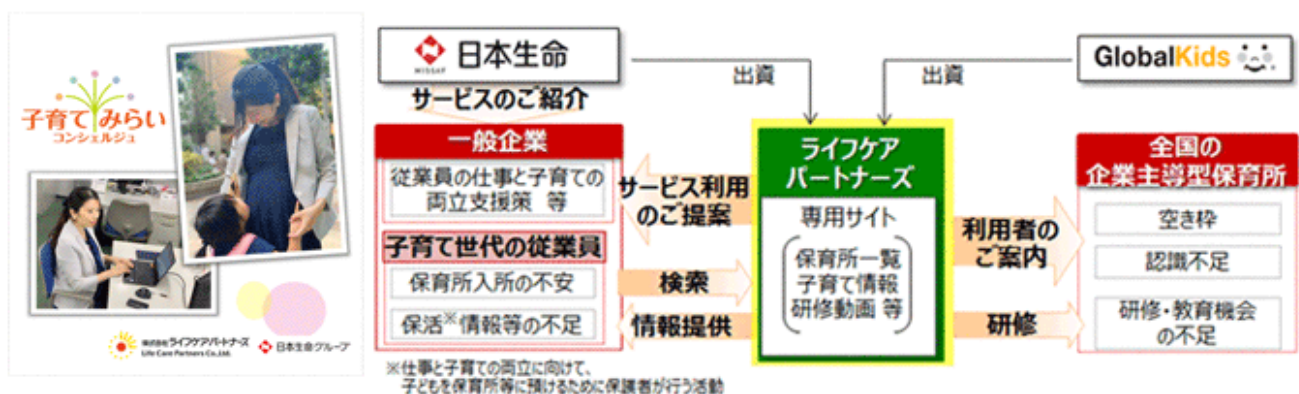 子育てみらい
コンシェルジュ
株式会社ライフケアパートナーズ
Life Care Partners Co.,Ltd.
日本生命グループ
日本生命
NISSAY
サービスのご紹介
一般企業
従業員の仕事と子育ての
両立支援策 等
子育て世代の従業員
保育所入所の不安
保活※情報等の不足
※仕事と子育ての両立に向けて、
子どもを保育所等に預けるために保護者が行う活動
サービス利用
のご提案
検索
情報提供
出資
出資
ライフケア
パートナーズ
専用サイト
保育所一覧
子育て情報
研修動画 等
利用者の
ご案内
研修
GlobalKids
全国の
企業主導型保育所
空き枠
認識不足
研修・教育機会
の不足